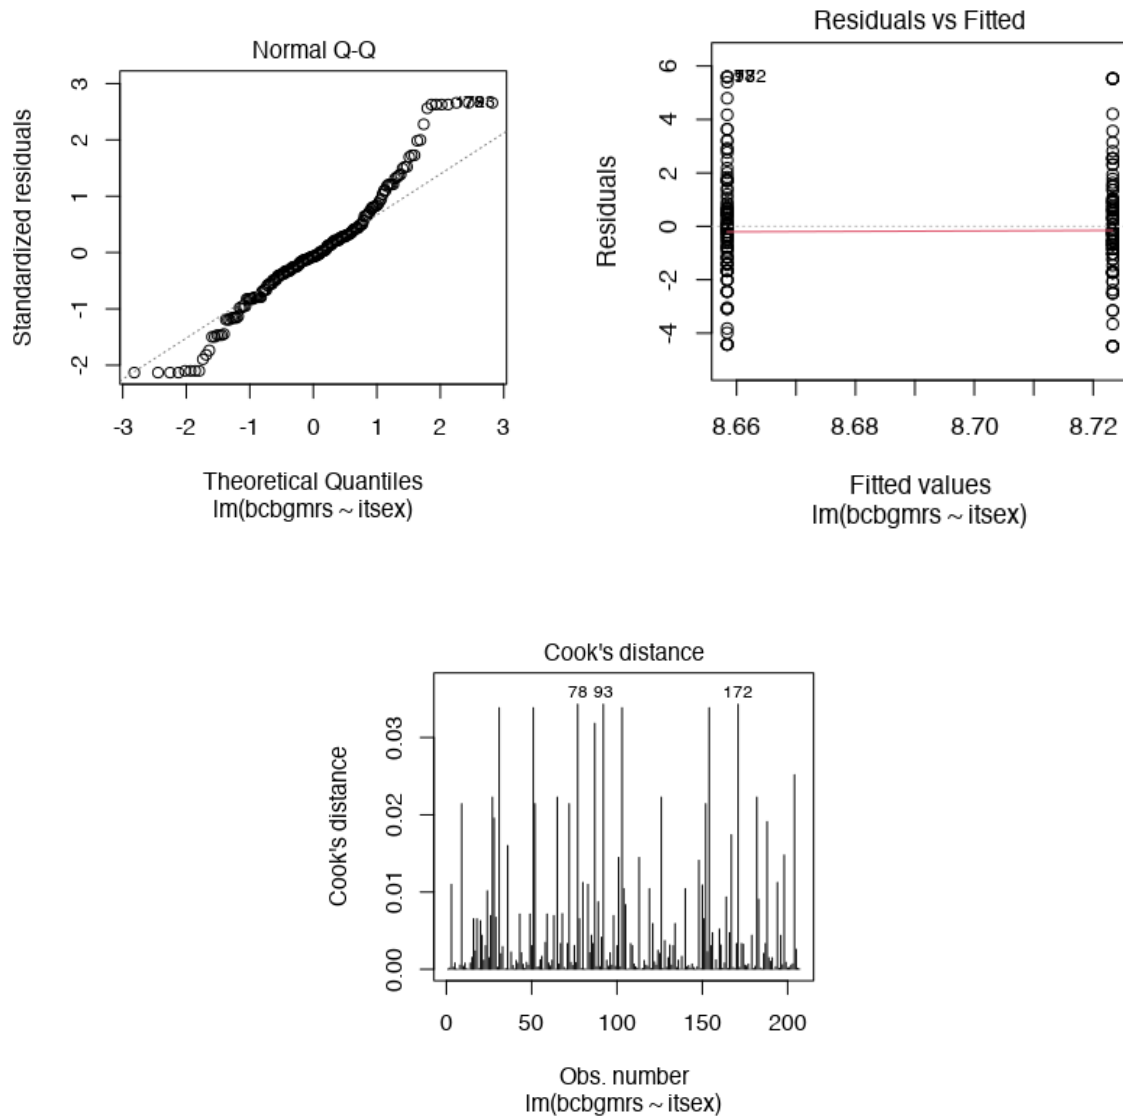 Normal Q-Q
Standardized residuals
3
2
1
0
-1
-2
-3 -2 -1 0 1 2 3
Theoretical Quantiles
lm(bcbgmrs ~ itsex)
Residuals vs Fitted
Residuals
6
4
2
0
-2
-4
8.66 8.68 8.70 8.72
Fitted values
lm(bcbgmrs ~ itsex)
Cook's distance
78 93 172
Cook's distance
0.03
0.02
0.01
0.00
0 50 100 150 200
Obs. number
lm(bcbgmrs ~ itsex)